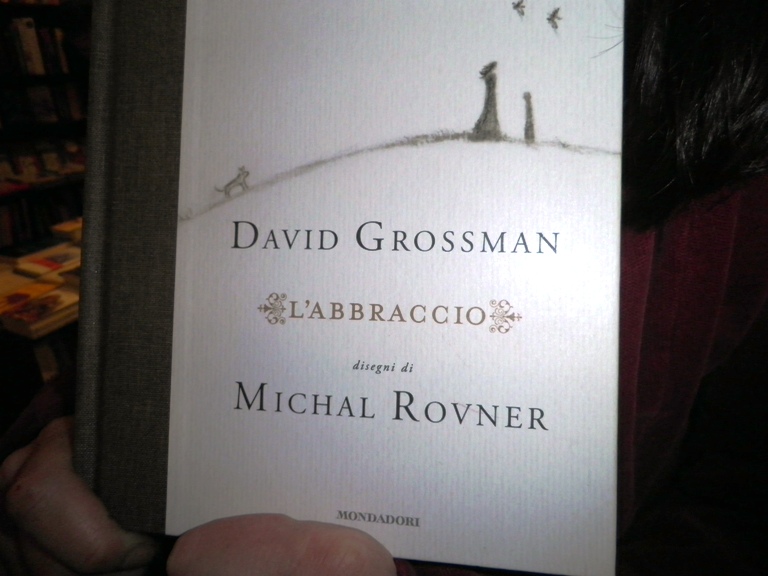 DAVID GROSSMAN
L'ABBRACCIO
disegni di
MICHAL ROVNER
MONDADORI